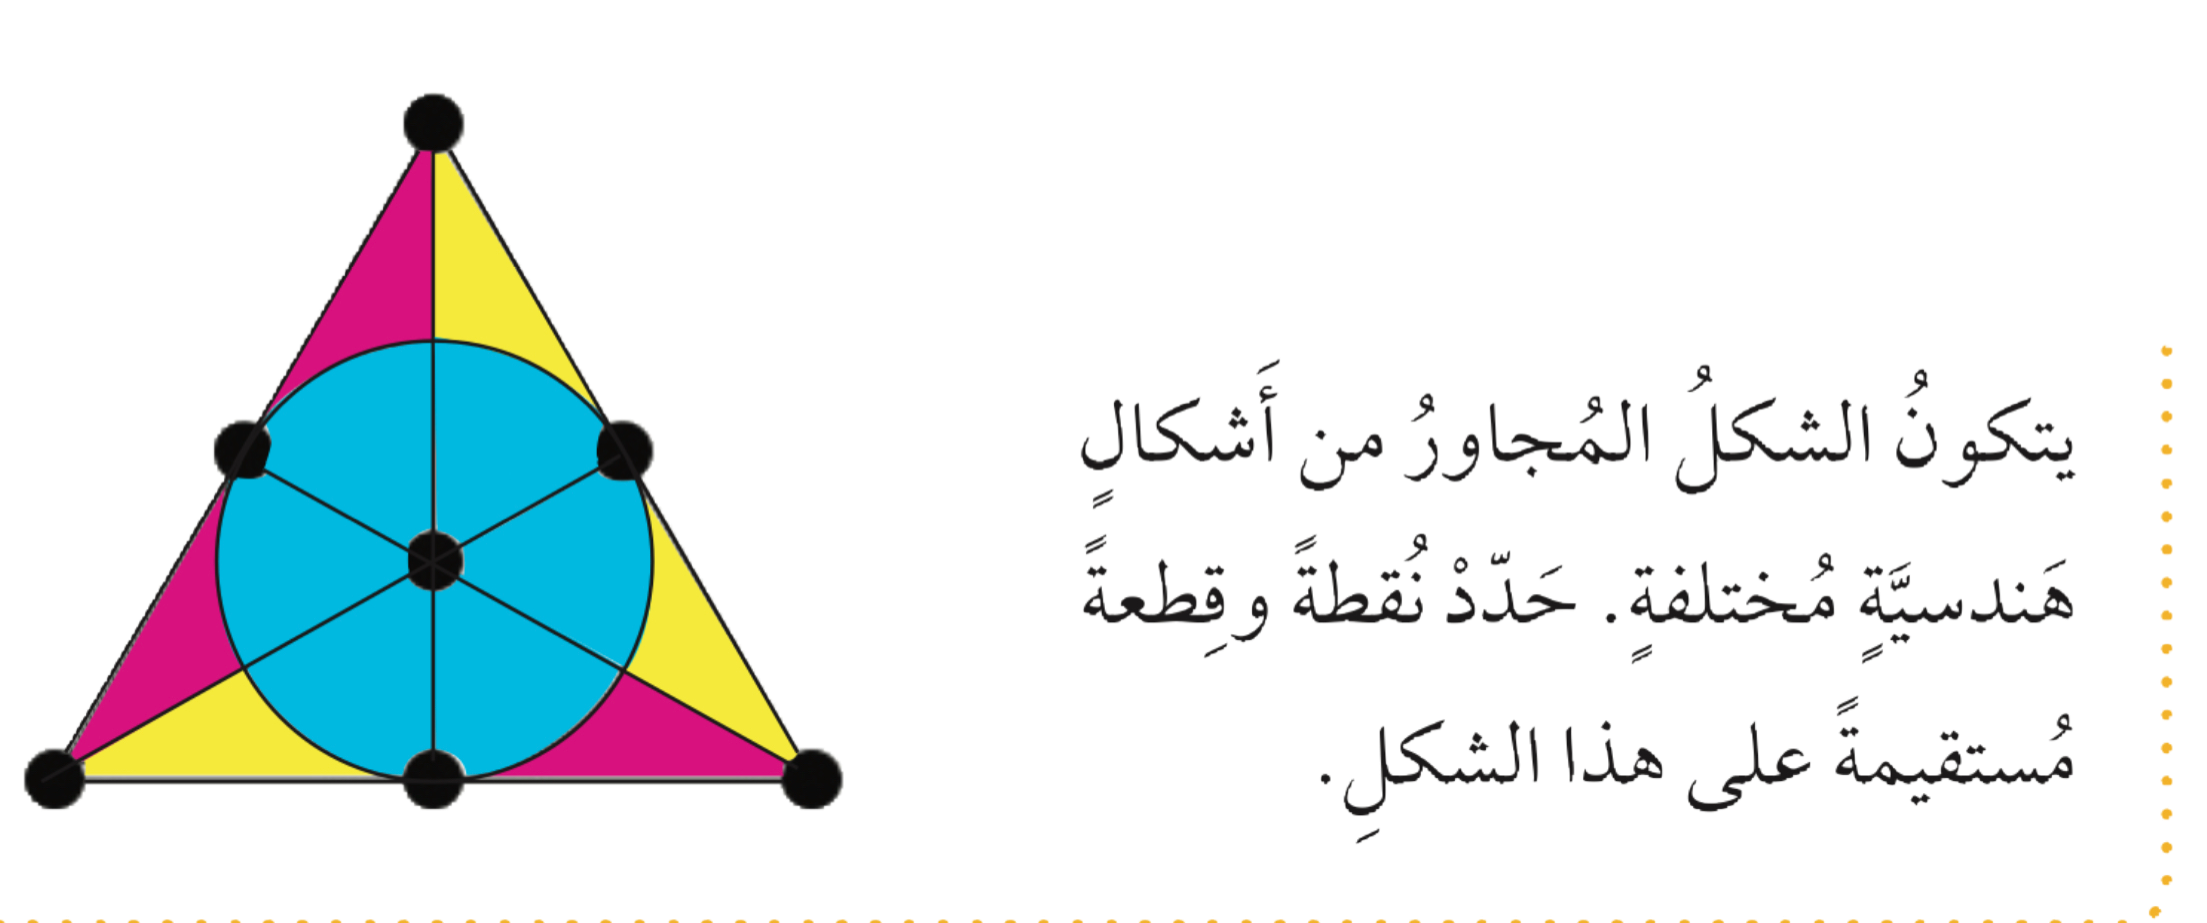 يتكونُ الشكلُ المُجاورُ من أَشكالٍ
هَندسيَّةٍ مُختلفةٍ. حَدّدْ نُقطةً وقِطعةً
مُستقيمةً على هذا الشكلِ.